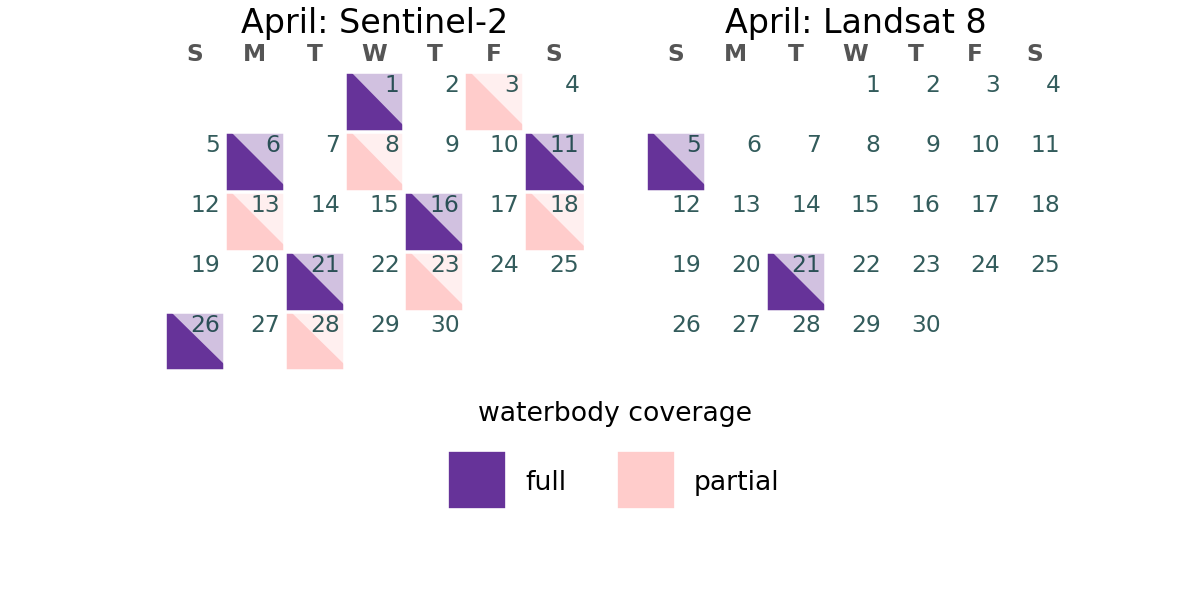 April: Sentinel-2
S M T W T F S
1 2 3 4
5 6 7 8 9 10 11
12 13 14 15 16 17 18
19 20 21 22 23 24 25
26 27 28 29 30
April: Landsat 8
S M T W T F S
1 2 3 4
5 6 7 8 9 10 11
12 13 14 15 16 17 18
19 20 21 22 23 24 25
26 27 28 29 30
waterbody coverage
full
partial